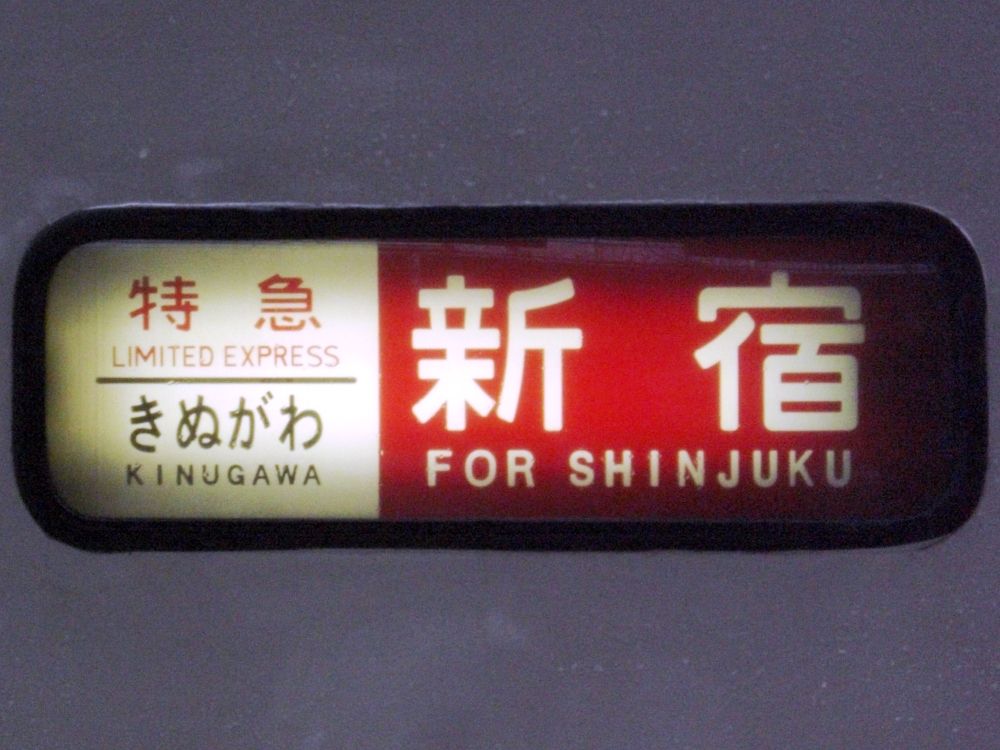 特急
LIMITED EXPRESS
きぬがわ
KINUGAWA
新宿
FOR SHINJUKU